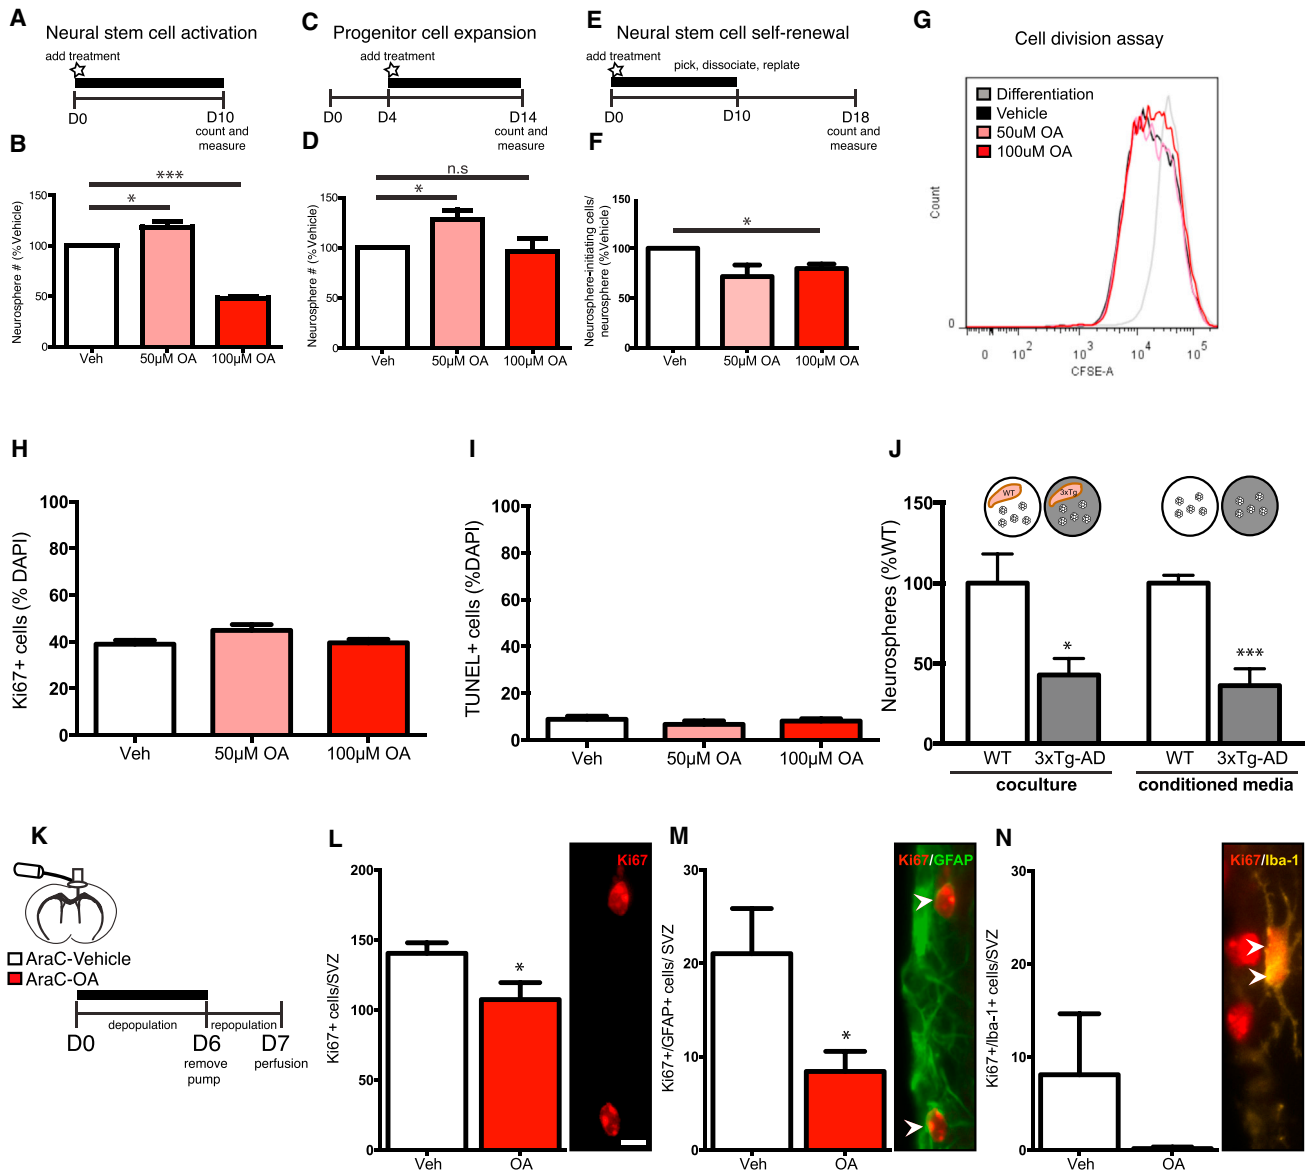 A
Neural stem cell activation
add treatment
D0
D10
count and
measure
B
Neurosphere # (% Vehicle)
150
100
50
0
***
*
Veh
50µM OA
100µM OA
C
Progenitor cell expansion
add treatment
D0
D4
D14
count and
measure
D
Neurosphere # (% Vehicle)
150
100
50
0
n.s
*
Veh
50µM OA
100µM OA
E
Neural stem cell self-renewal
add treatment
pick, dissociate, replate
D0
D10
D18
count and
measure
F
Neurosphere-initiating cells/
neurosphere (% Vehicle)
150
100
50
0
*
Veh
50µM OA
100µM OA
G
Cell division assay
Differentiation
Vehicle
50uM OA
100uM OA
Count
0
0 10² 10³ 10⁴ 10⁵
CFSE-A
H
Ki67+ cells (% DAPI)
100
80
60
40
20
0
Veh
50µM OA
100µM OA
I
TUNEL+ cells (%DAPI)
100
80
60
40
20
0
Veh
50µM OA
100µM OA
J
Neurospheres (%WT)
150
100
50
0
WT
3xTg
*
***
WT 3xTg-AD
WT 3xTg-AD
coculture
conditioned media
K
AraC-Vehicle
AraC-OA
depopulation
repopulation
D0
D6
D7
remove
pump
perfusion
L
Ki67+ cells/SVZ
200
150
100
50
0
*
Veh
OA
Ki67
M
Ki67+/GFAP+ cells/ SVZ
30
20
10
0
*
Veh
OA
Ki67/GFAP
N
Ki67+/Iba-1+ cells/SVZ
30
20
10
0
Veh
OA
Ki67/Iba-1